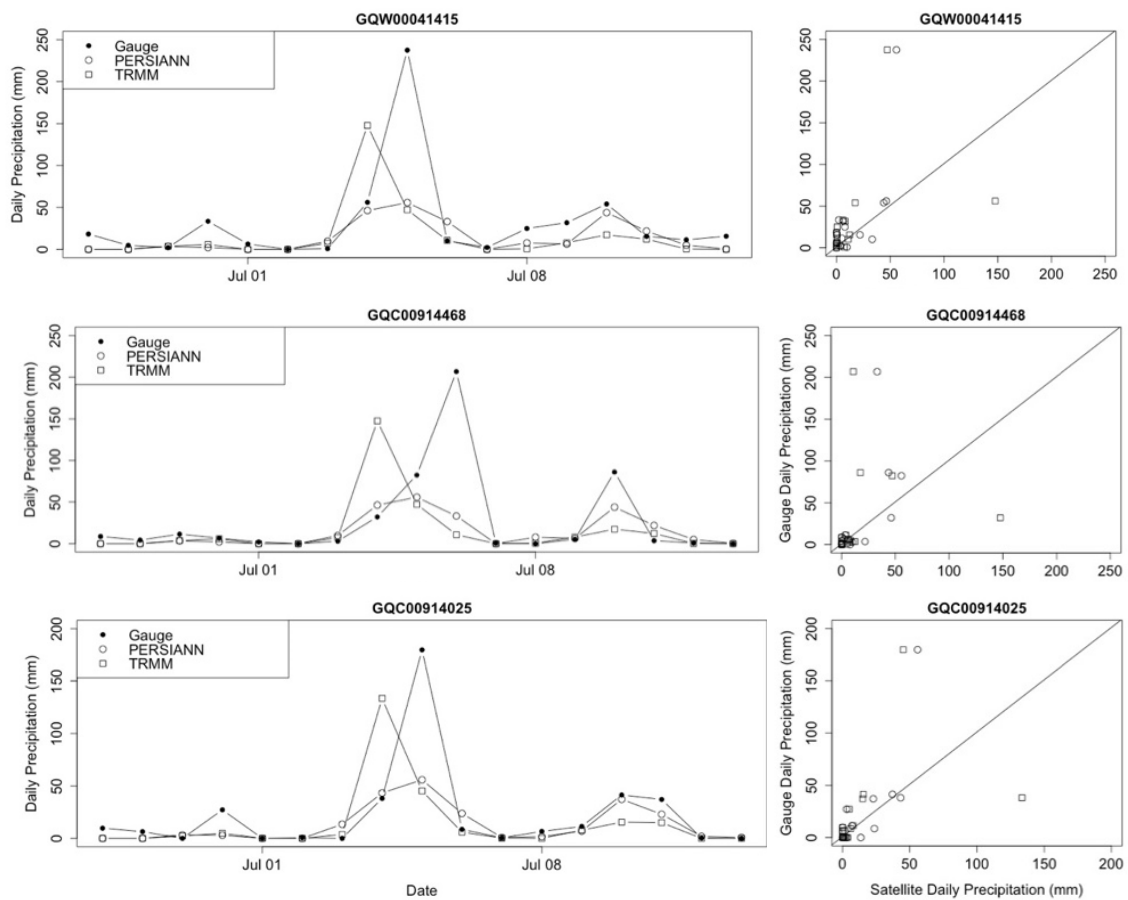 GQW00041415
Daily Precipitation (mm)
250
200
150
100
50
0
Gauge
PERSIANN
TRMM
Jul 01
Jul 08
GQW00041415
250
200
150
100
50
0
0
50
100
150
200
250
GQC00914468
Daily Precipitation (mm)
250
200
150
100
50
0
Gauge
PERSIANN
TRMM
Jul 01
Jul 08
GQC00914468
Gauge Daily Precipitation (mm)
250
200
150
100
50
0
0
50
100
150
200
250
GQC00914025
Daily Precipitation (mm)
200
150
100
50
0
Gauge
PERSIANN
TRMM
Jul 01
Jul 08
Date
GQC00914025
Gauge Daily Precipitation (mm)
200
150
100
50
0
0
50
100
150
200
Satellite Daily Precipitation (mm)